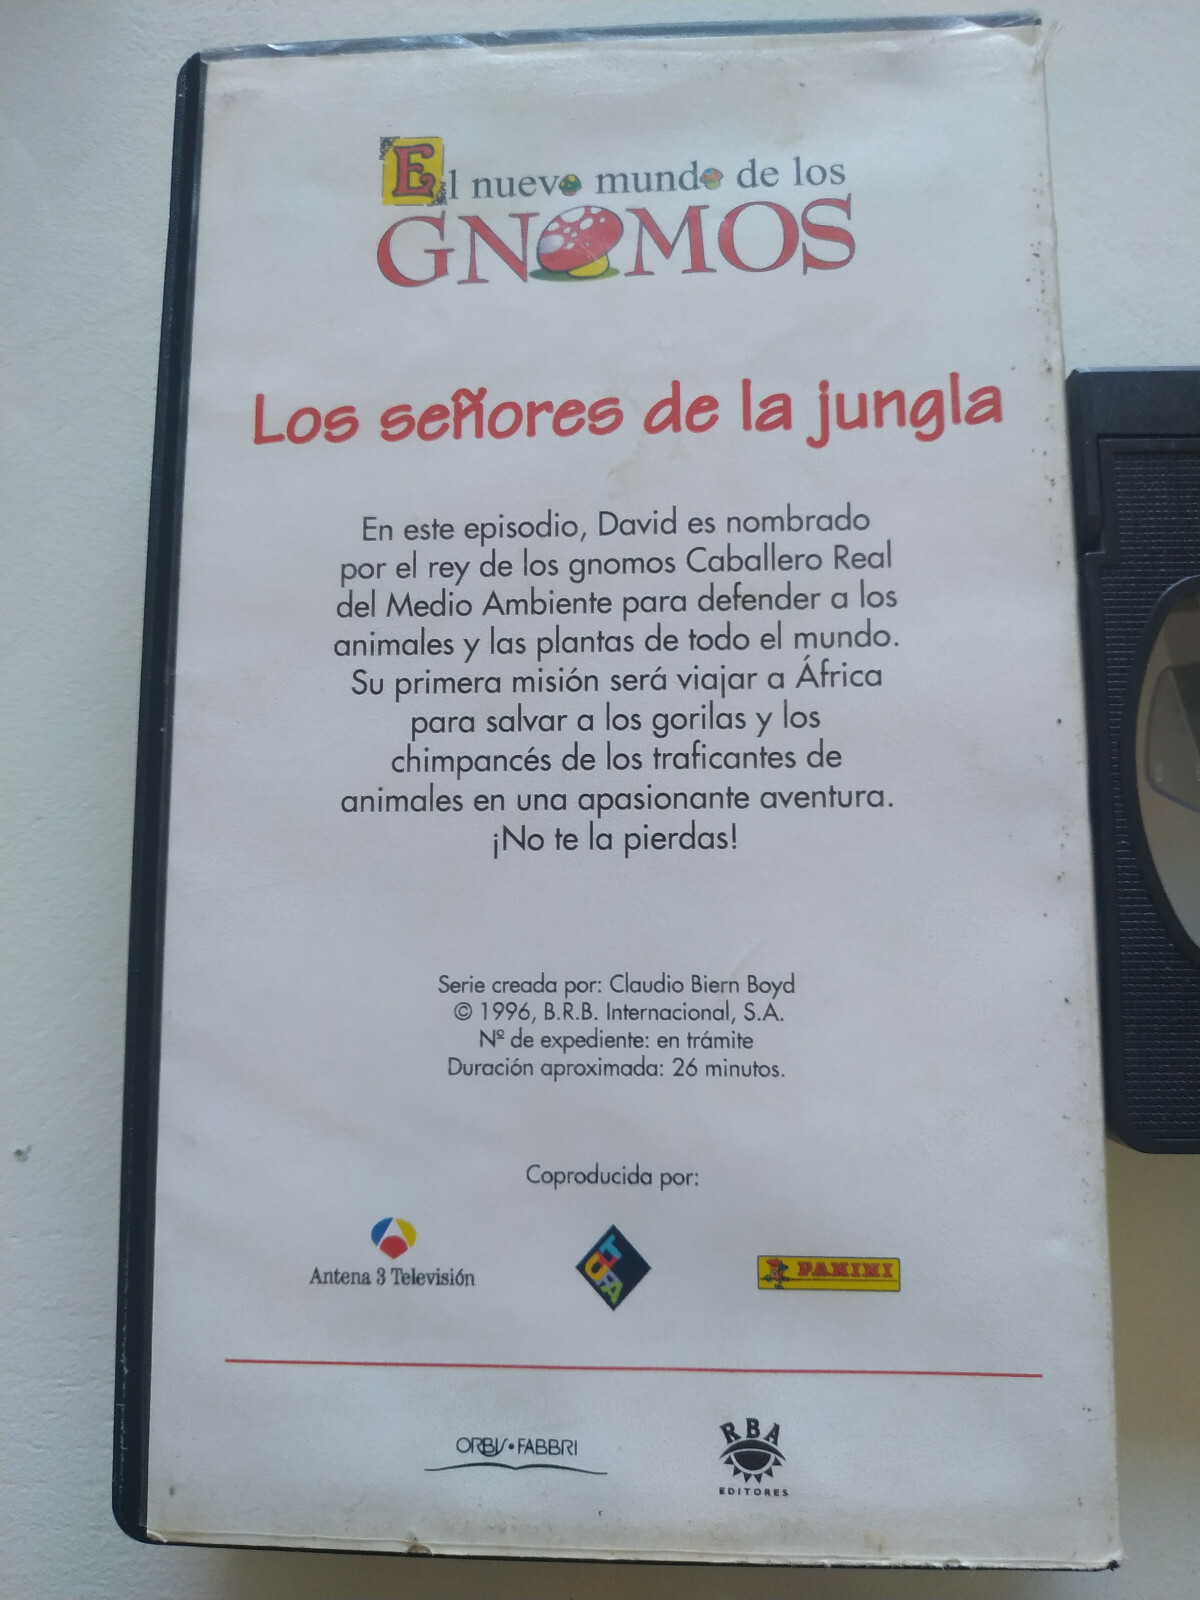 El nuevo mundo de los
GNOMOS
Los señores de la jungla
En este episodio, David es nombrado
por el rey de los gnomos Caballero Real
del Medio Ambiente para defender a los
animales y las plantas de todo el mundo.
Su primera misión será viajar a África
para salvar a los gorilas y los
chimpancés de los traficantes de
animales en una apasionante aventura.
¡No te la pierdas!
Serie creada por: Claudio Biern Boyd
© 1996, B.R.B. Internacional, S.A.
Nº de expediente: en trámite
Duración aproximada: 26 minutos.
Coproducida por:
Antena 3 Televisión
PANINI
ORBIS • FABBRI
RBA
EDITORES